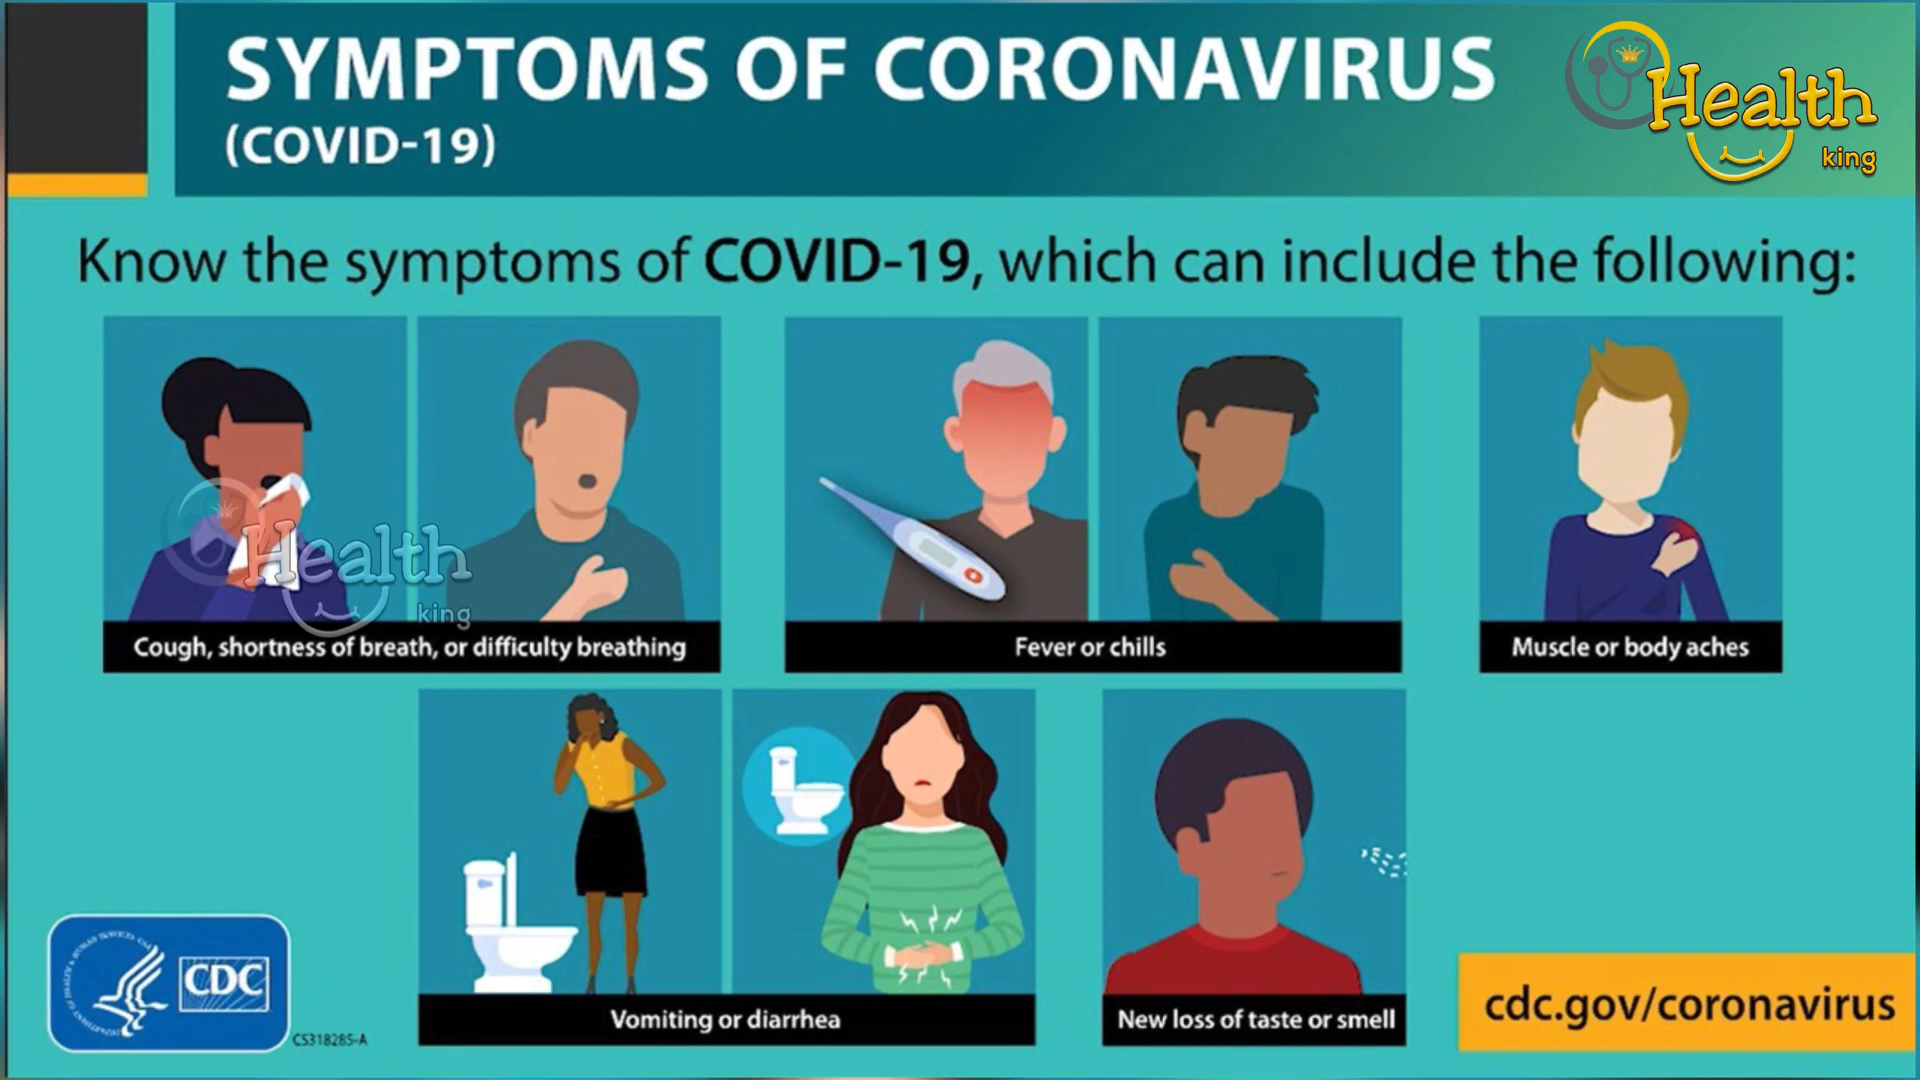 SYMPTOMS OF CORONAVIRUS
(COVID-19)
Health
king
Know the symptoms of COVID-19, which can include the following:
Health
king
Cough, shortness of breath, or difficulty breathing
Fever or chills
Muscle or body aches
Vomiting or diarrhea
New loss of taste or smell
CDC
CS318285-A
cdc.gov/coronavirus